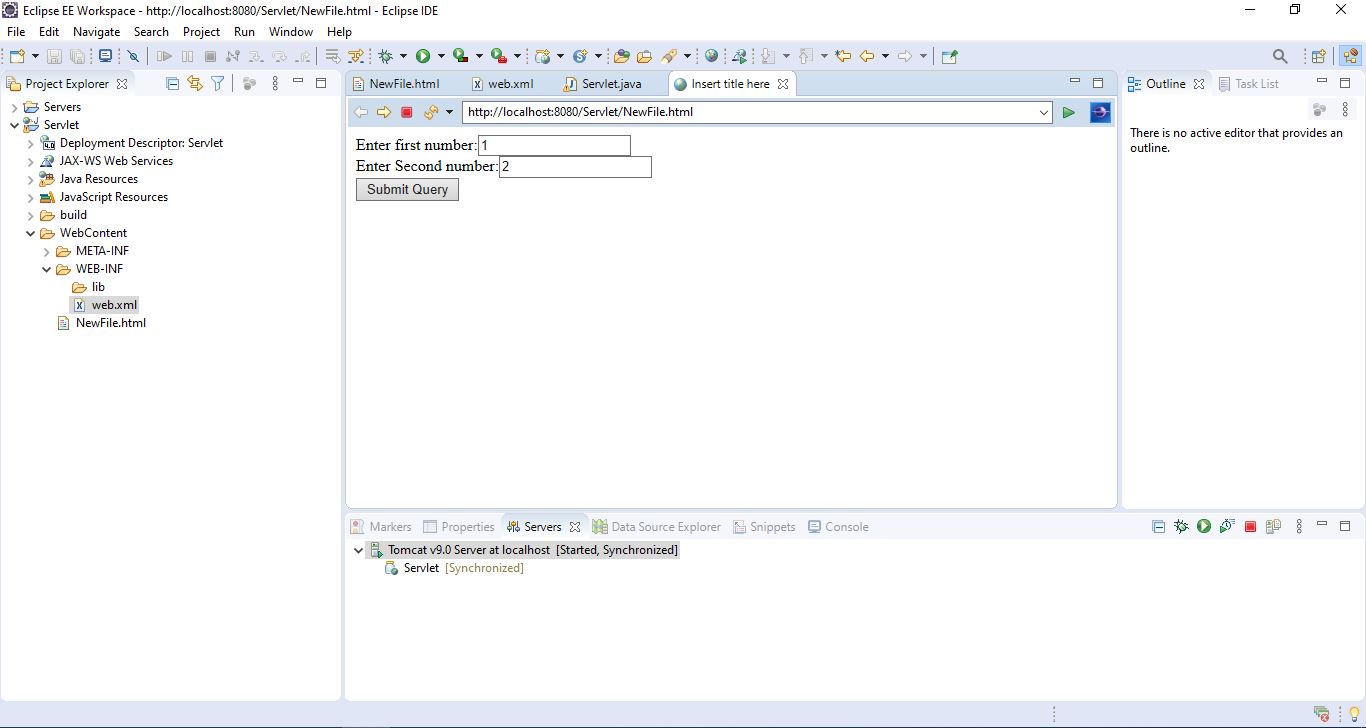 Eclipse EE Workspace - http://localhost:8080/Servlet/NewFile.html - Eclipse IDE
File Edit Navigate Search Project Run Window Help
Project Explorer
Servers
Servlet
Deployment Descriptor: Servlet
JAX-WS Web Services
Java Resources
JavaScript Resources
build
WebContent
META-INF
WEB-INF
lib
web.xml
NewFile.html
NewFile.html web.xml Servlet.java Insert title here
http://localhost:8080/Servlet/NewFile.html
Enter first number: 1
Enter Second number: 2
Submit Query
Outline Task List
There is no active editor that provides an
outline.
Markers Properties Servers Data Source Explorer Snippets Console
Tomcat v9.0 Server at localhost [Started, Synchronized]
Servlet [Synchronized]